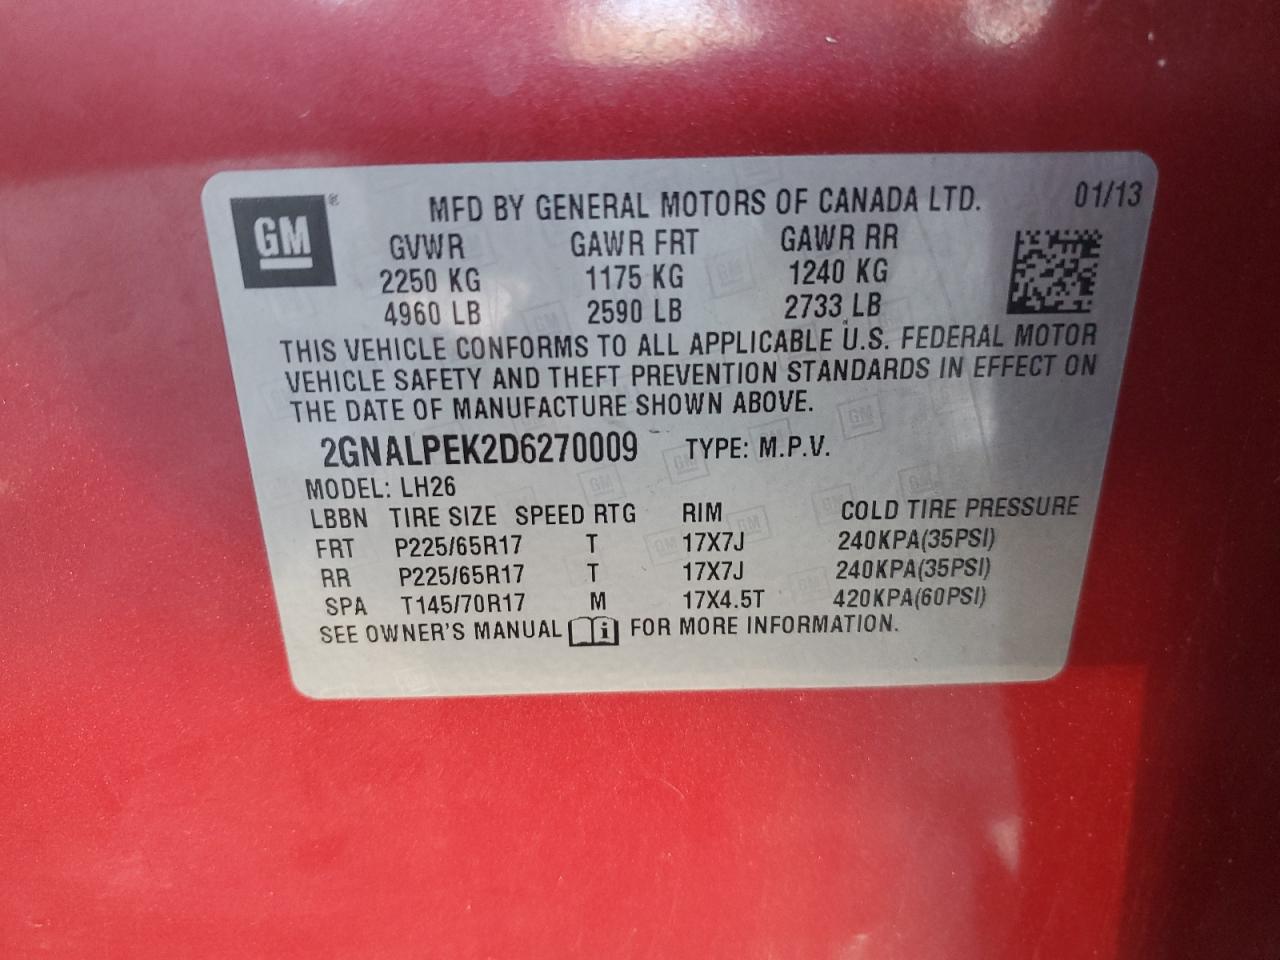 GM ®
MFD BY GENERAL MOTORS OF CANADA LTD. 01/13
GVWR GAWR FRT GAWR RR
2250 KG 1175 KG 1240 KG
4960 LB 2590 LB 2733 LB
THIS VEHICLE CONFORMS TO ALL APPLICABLE U.S. FEDERAL MOTOR
VEHICLE SAFETY AND THEFT PREVENTION STANDARDS IN EFFECT ON
THE DATE OF MANUFACTURE SHOWN ABOVE.
2GNALPEK2D6270009 TYPE: M.P.V.
MODEL: LH26
LBBN TIRE SIZE SPEED RTG RIM COLD TIRE PRESSURE
FRT P225/65R17 T 17X7J 240KPA(35PSI)
RR P225/65R17 T 17X7J 240KPA(35PSI)
SPA T145/70R17 M 17X4.5T 420KPA(60PSI)
SEE OWNER'S MANUAL i FOR MORE INFORMATION.